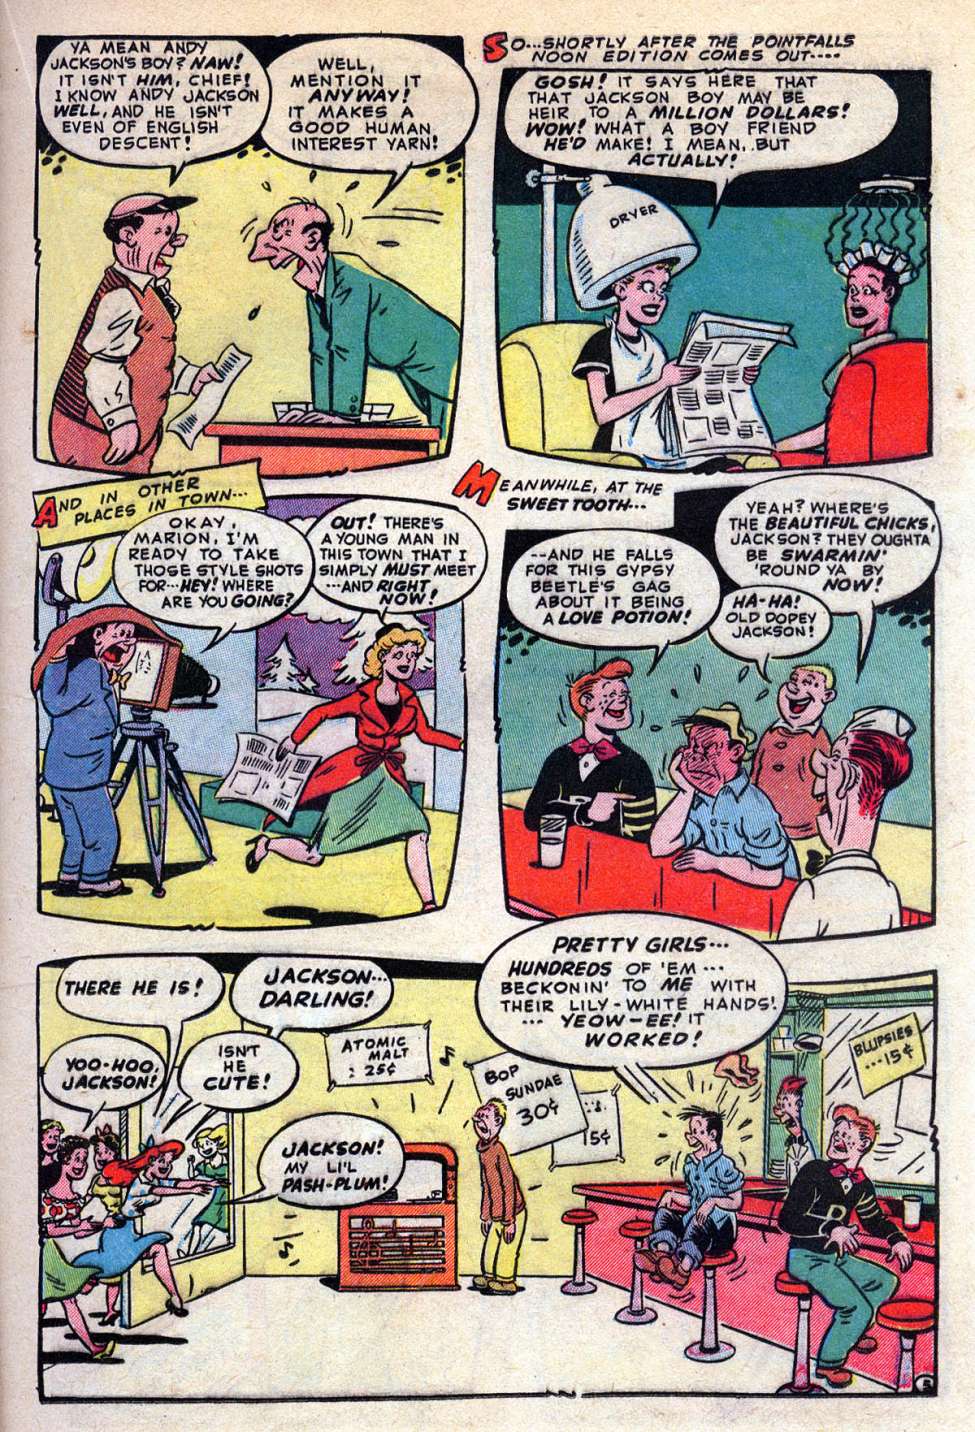 YA MEAN ANDY
JACKSON'S BOY? NAW!
IT ISN'T HIM, CHIEF!
I KNOW ANDY JACKSON
WELL, AND HE ISN'T
EVEN OF ENGLISH
DESCENT!
WELL,
MENTION IT
ANYWAY!
IT MAKES A
GOOD HUMAN
INTEREST YARN!
SO...SHORTLY AFTER THE POINTFALLS
NOON EDITION COMES OUT----
GOSH! IT SAYS HERE THAT
THAT JACKSON BOY MAY BE
HEIR TO A MILLION DOLLARS!
WOW! WHAT A BOY FRIEND
HE'D MAKE! I MEAN, BUT
ACTUALLY!
DRYER
AND IN OTHER
PLACES IN TOWN---
OKAY,
MARION, I'M
READY TO TAKE
THOSE STYLE SHOTS
FOR---HEY! WHERE
ARE YOU GOING?
OUT! THERE'S
A YOUNG MAN IN
THIS TOWN THAT I
SIMPLY MUST MEET
---AND RIGHT
NOW!
MEANWHILE, AT THE
SWEET TOOTH---
--AND HE FALLS
FOR THIS GYPSY
BEETLE'S GAG
ABOUT IT BEING
A LOVE POTION!
HA-HA!
OLD DOPEY
JACKSON!
YEAH? WHERE'S
THE BEAUTIFUL CHICKS,
JACKSON? THEY OUGHTA
BE SWARMIN'
'ROUND YA BY
NOW!
THERE HE IS!
JACKSON---
DARLING!
YOO-HOO,
JACKSON!
ISN'T
HE
CUTE!
JACKSON!
MY LI'L
PASH-PLUM!
ATOMIC
MALT
: 25¢
BOP
SUNDAE
30¢
15¢
PRETTY GIRLS---
HUNDREDS OF 'EM ---
BECKONIN' TO ME WITH
THEIR LILY-WHITE HANDS!
--- YEOW-EE! IT
WORKED!
BLUPSIES
---15¢
P
5